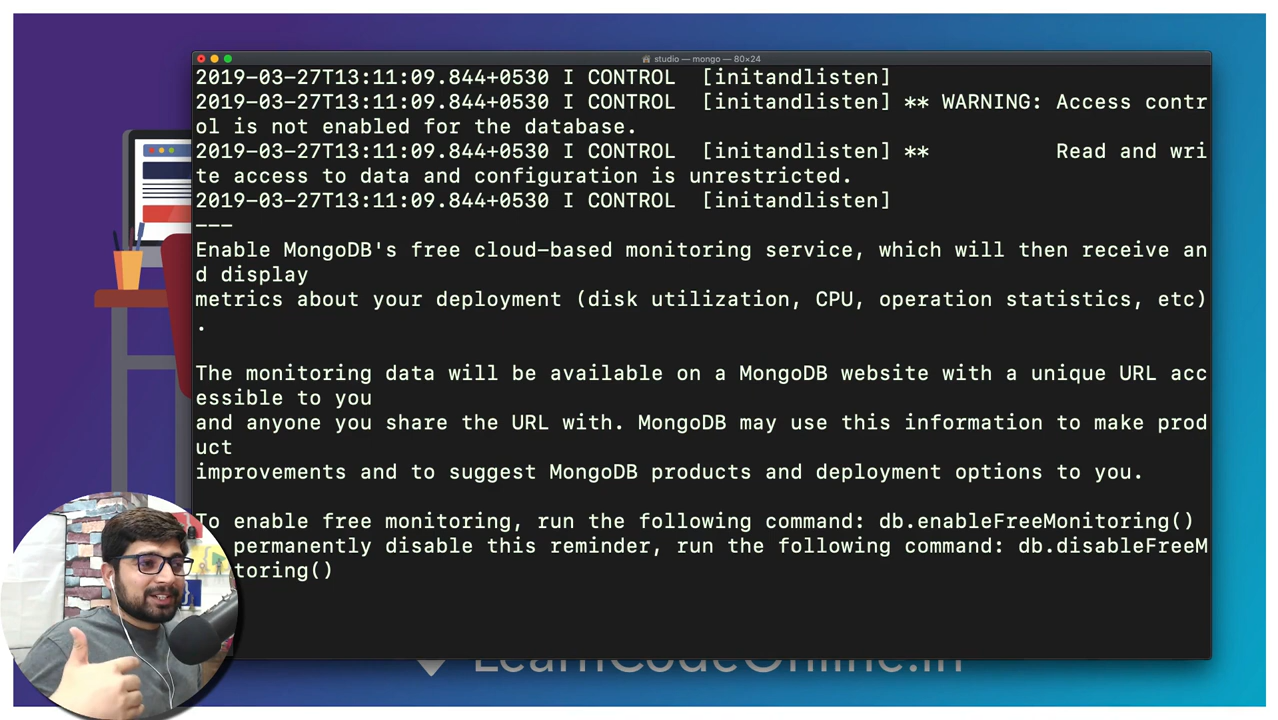 studio — mongo — 80×24
2019-03-27T13:11:09.844+0530 I CONTROL  [initandlisten]
2019-03-27T13:11:09.844+0530 I CONTROL  [initandlisten] ** WARNING: Access contr
ol is not enabled for the database.
2019-03-27T13:11:09.844+0530 I CONTROL  [initandlisten] **          Read and wri
te access to data and configuration is unrestricted.
2019-03-27T13:11:09.844+0530 I CONTROL  [initandlisten]
---
Enable MongoDB's free cloud-based monitoring service, which will then receive an
d display
metrics about your deployment (disk utilization, CPU, operation statistics, etc)
.
The monitoring data will be available on a MongoDB website with a unique URL acc
essible to you
and anyone you share the URL with. MongoDB may use this information to make prod
uct
improvements and to suggest MongoDB products and deployment options to you.
To enable free monitoring, run the following command: db.enableFreeMonitoring()
permanently disable this reminder, run the following command: db.disableFreeM
toring()
LearnCodeOnline.in